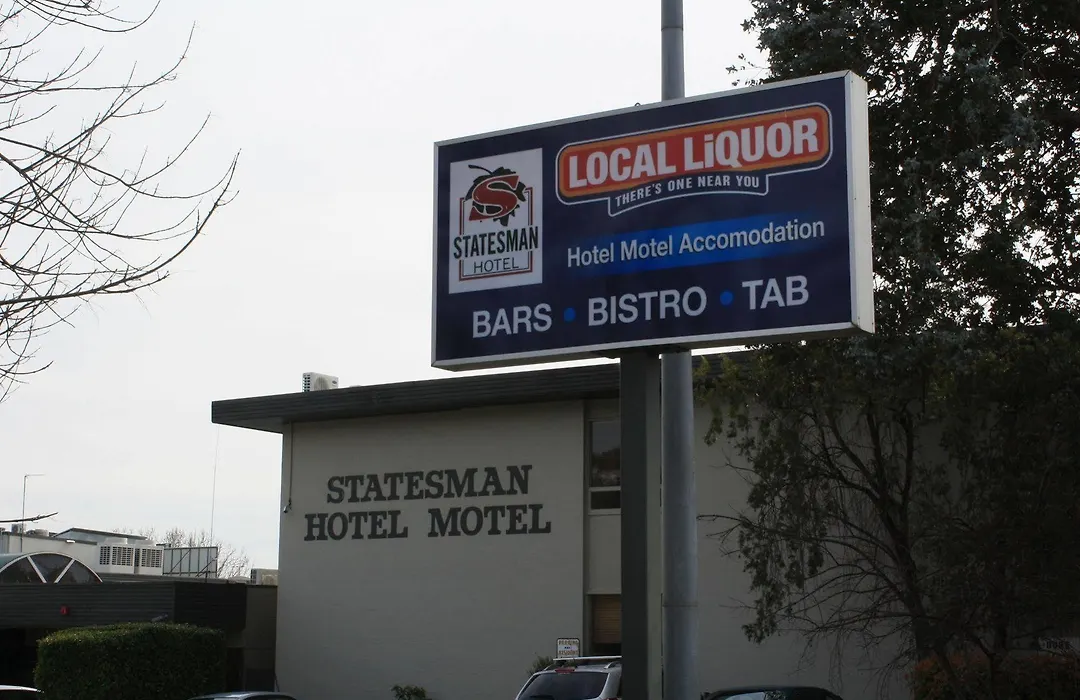 LOCAL LiQUOR
THERE'S ONE NEAR YOU
S
STATESMAN
HOTEL
Hotel Motel Accomodation
BARS • BISTRO • TAB
STATESMAN
HOTEL MOTEL